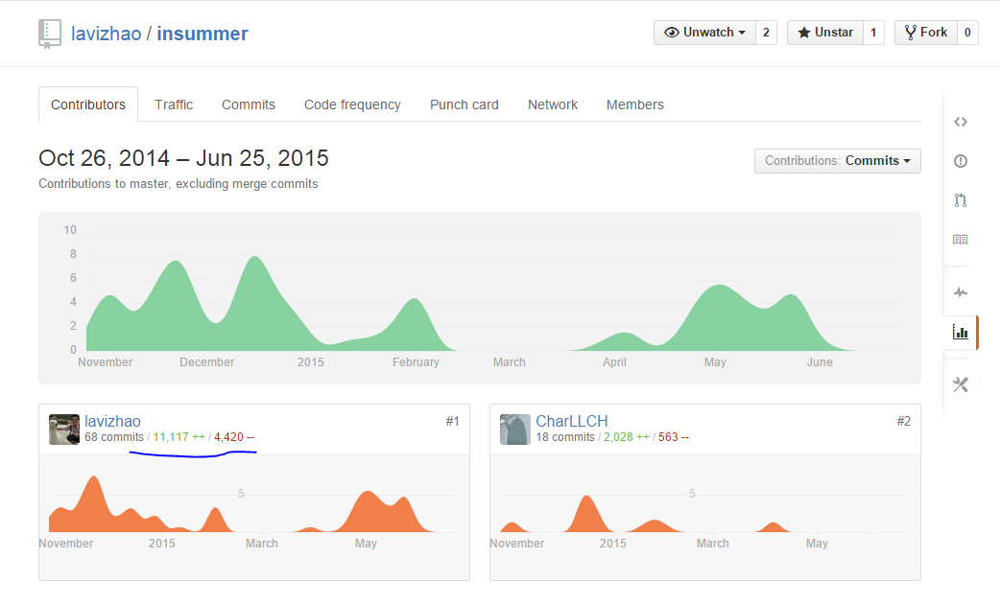 lavizhao / insummer
Unwatch 2 Unstar 1 Fork 0
Contributors Traffic Commits Code frequency Punch card Network Members
Oct 26, 2014 – Jun 25, 2015
Contributions: Commits
Contributions to master, excluding merge commits
10
8
6
4
2
0
November December 2015 February March April May June
lavizhao #1
68 commits / 11,117 ++ / 4,420 --
5
November 2015 March May
CharLLCH #2
18 commits / 2,028 ++ / 563 --
5
November 2015 March May